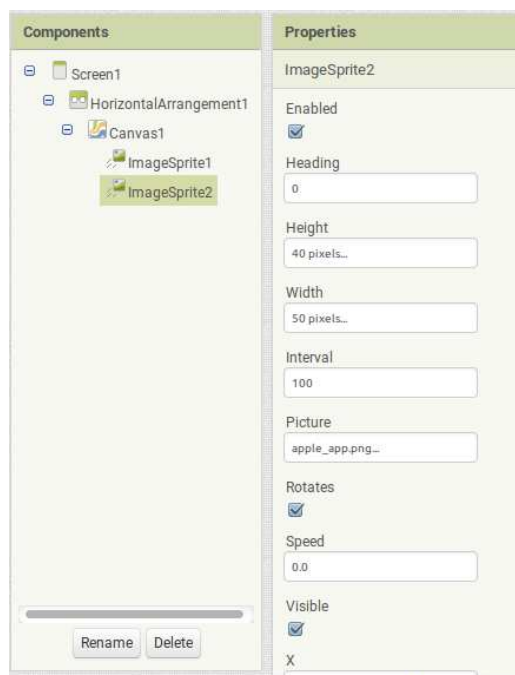 Components
Screen1
HorizontalArrangement1
Canvas1
ImageSprite1
ImageSprite2
Rename
Delete
Properties
ImageSprite2
Enabled
Heading
0
Height
40 pixels...
Width
50 pixels...
Interval
100
Picture
apple_app.png...
Rotates
Speed
0.0
Visible
X